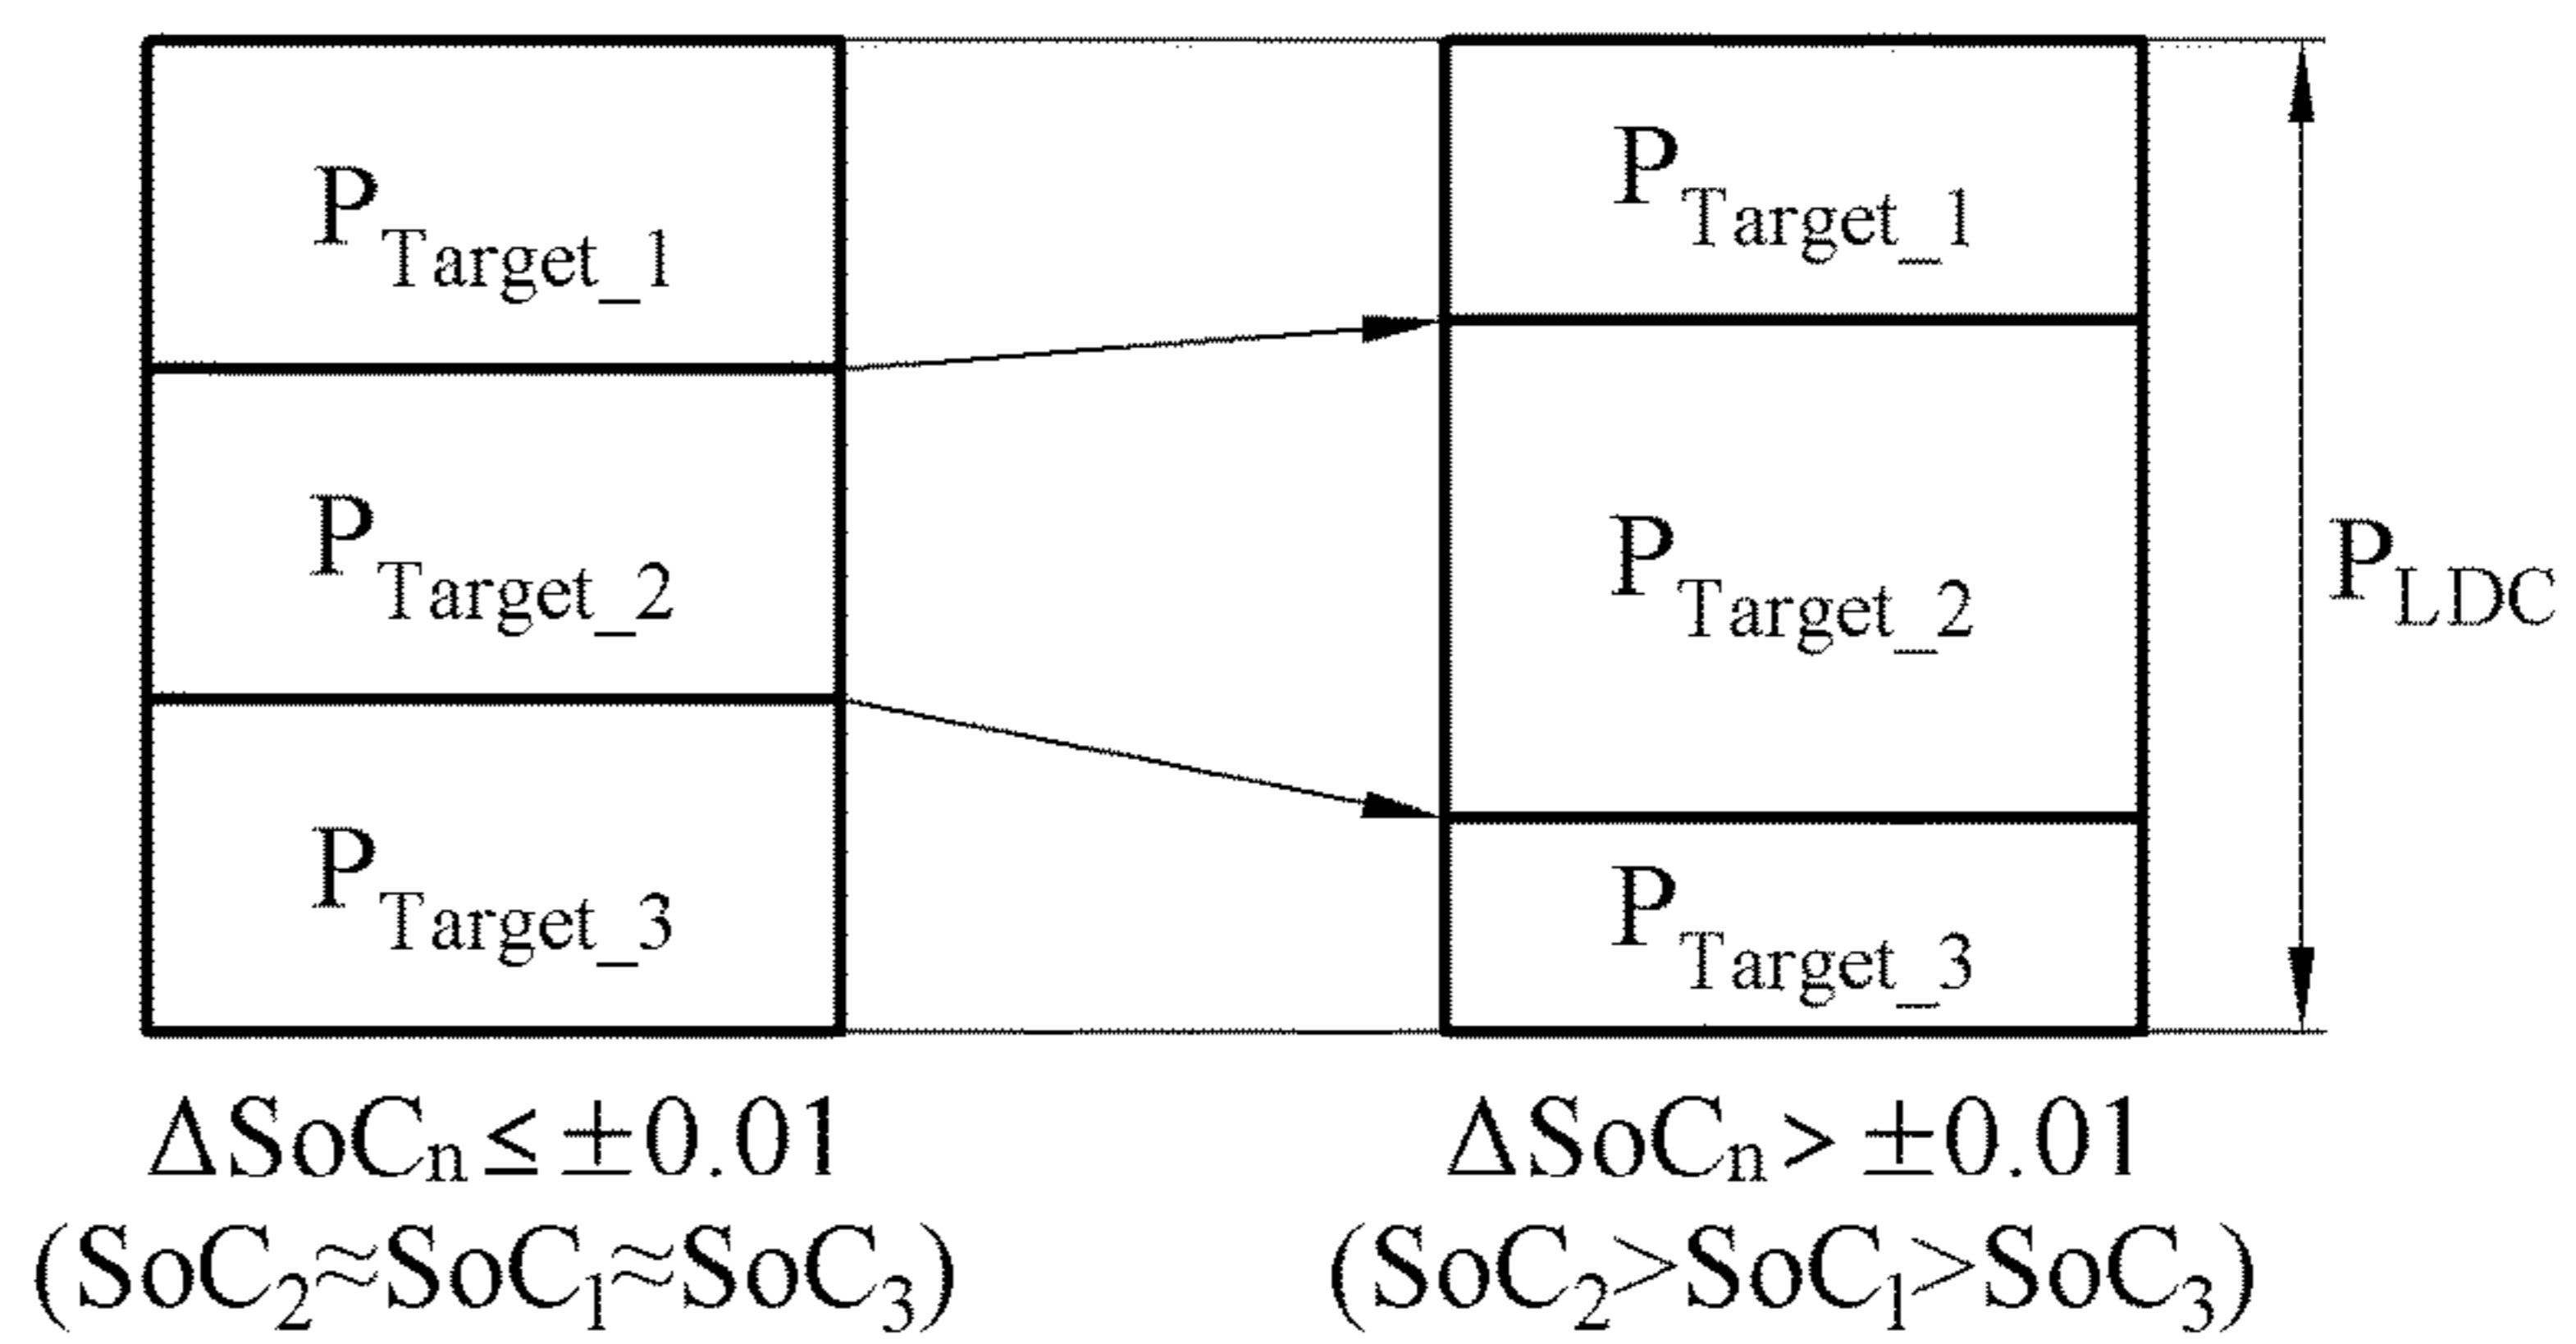 P_Target_1
P_Target_2
P_Target_3
ΔSoCₙ ≤ ±0.01
(SoC₂≈SoC₁≈SoC₃)
P_Target_1
P_Target_2
P_Target_3
P_LDC
ΔSoCₙ > ±0.01
(SoC₂>SoC₁>SoC₃)